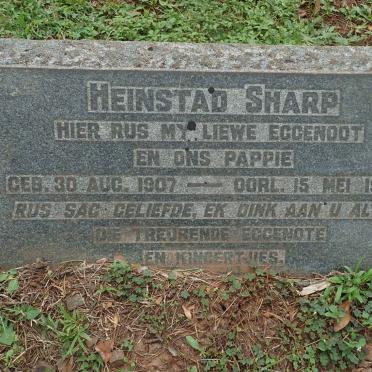 HEINSTAD SHARP
HIER RUS MY LIEWE EGGENOOT
EN ONS PAPPIE
GEB. 30 AUG. 1907 — OORL. 15 MEI
RUS SAG GELIEFDE, EK DINK AAN U
DIE TREURENDE EGGENOTE
EN KINDERTJIES.